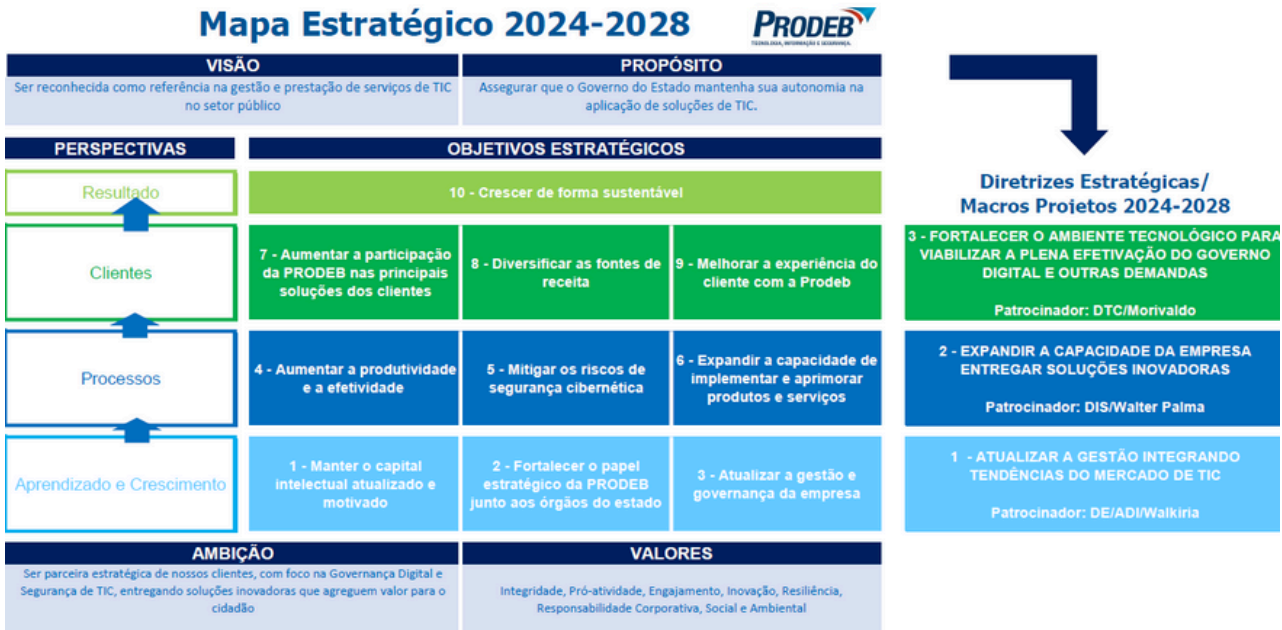 Mapa Estratégico 2024-2028
PRODEB
TECNOLOGIA, INFORMAÇÃO E SEGURANÇA.
VISÃO
Ser reconhecida como referência na gestão e prestação de serviços de TIC
no setor público
PROPÓSITO
Assegurar que o Governo do Estado mantenha sua autonomia na
aplicação de soluções de TIC.
PERSPECTIVAS
OBJETIVOS ESTRATÉGICOS
Resultado
10 - Crescer de forma sustentável
Clientes
7 - Aumentar a participação
da PRODEB nas principais
soluções dos clientes
8 - Diversificar as fontes de
receita
9 - Melhorar a experiência do
cliente com a Prodeb
Processos
4 - Aumentar a produtividade
e a efetividade
5 - Mitigar os riscos de
segurança cibernética
6 - Expandir a capacidade de
implementar e aprimorar
produtos e serviços
Aprendizado e Crescimento
1 - Manter o capital
intelectual atualizado e
motivado
2 - Fortalecer o papel
estratégico da PRODEB
junto aos órgãos do estado
3 - Atualizar a gestão e
governança da empresa
AMBIÇÃO
Ser parceira estratégica de nossos clientes, com foco na Governança Digital e
Segurança de TIC, entregando soluções inovadoras que agreguem valor para o
cidadão
VALORES
Integridade, Pró-atividade, Engajamento, Inovação, Resiliência,
Responsabilidade Corporativa, Social e Ambiental
Diretrizes Estratégicas/
Macros Projetos 2024-2028
3 - FORTALECER O AMBIENTE TECNOLÓGICO PARA
VIABILIZAR A PLENA EFETIVAÇÃO DO GOVERNO
DIGITAL E OUTRAS DEMANDAS
Patrocinador: DTC/Morivaldo
2 - EXPANDIR A CAPACIDADE DA EMPRESA
ENTREGAR SOLUÇÕES INOVADORAS
Patrocinador: DIS/Walter Palma
1 - ATUALIZAR A GESTÃO INTEGRANDO
TENDÊNCIAS DO MERCADO DE TIC
Patrocinador: DE/ADI/Walkiria